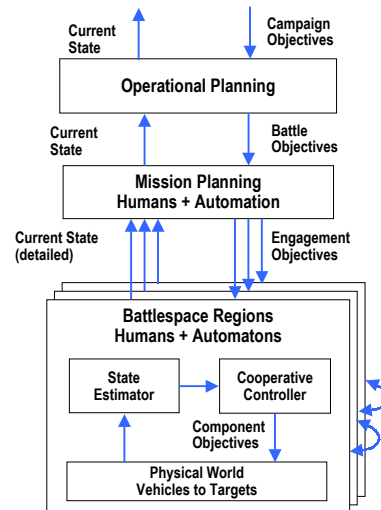 Current
State
Campaign
Objectives
Operational Planning
Current
State
Battle
Objectives
Mission Planning
Humans + Automation
Current State
(detailed)
Engagement
Objectives
Battlespace Regions
Humans + Automatons
State
Estimator
Cooperative
Controller
Component
Objectives
Physical World
Vehicles to Targets